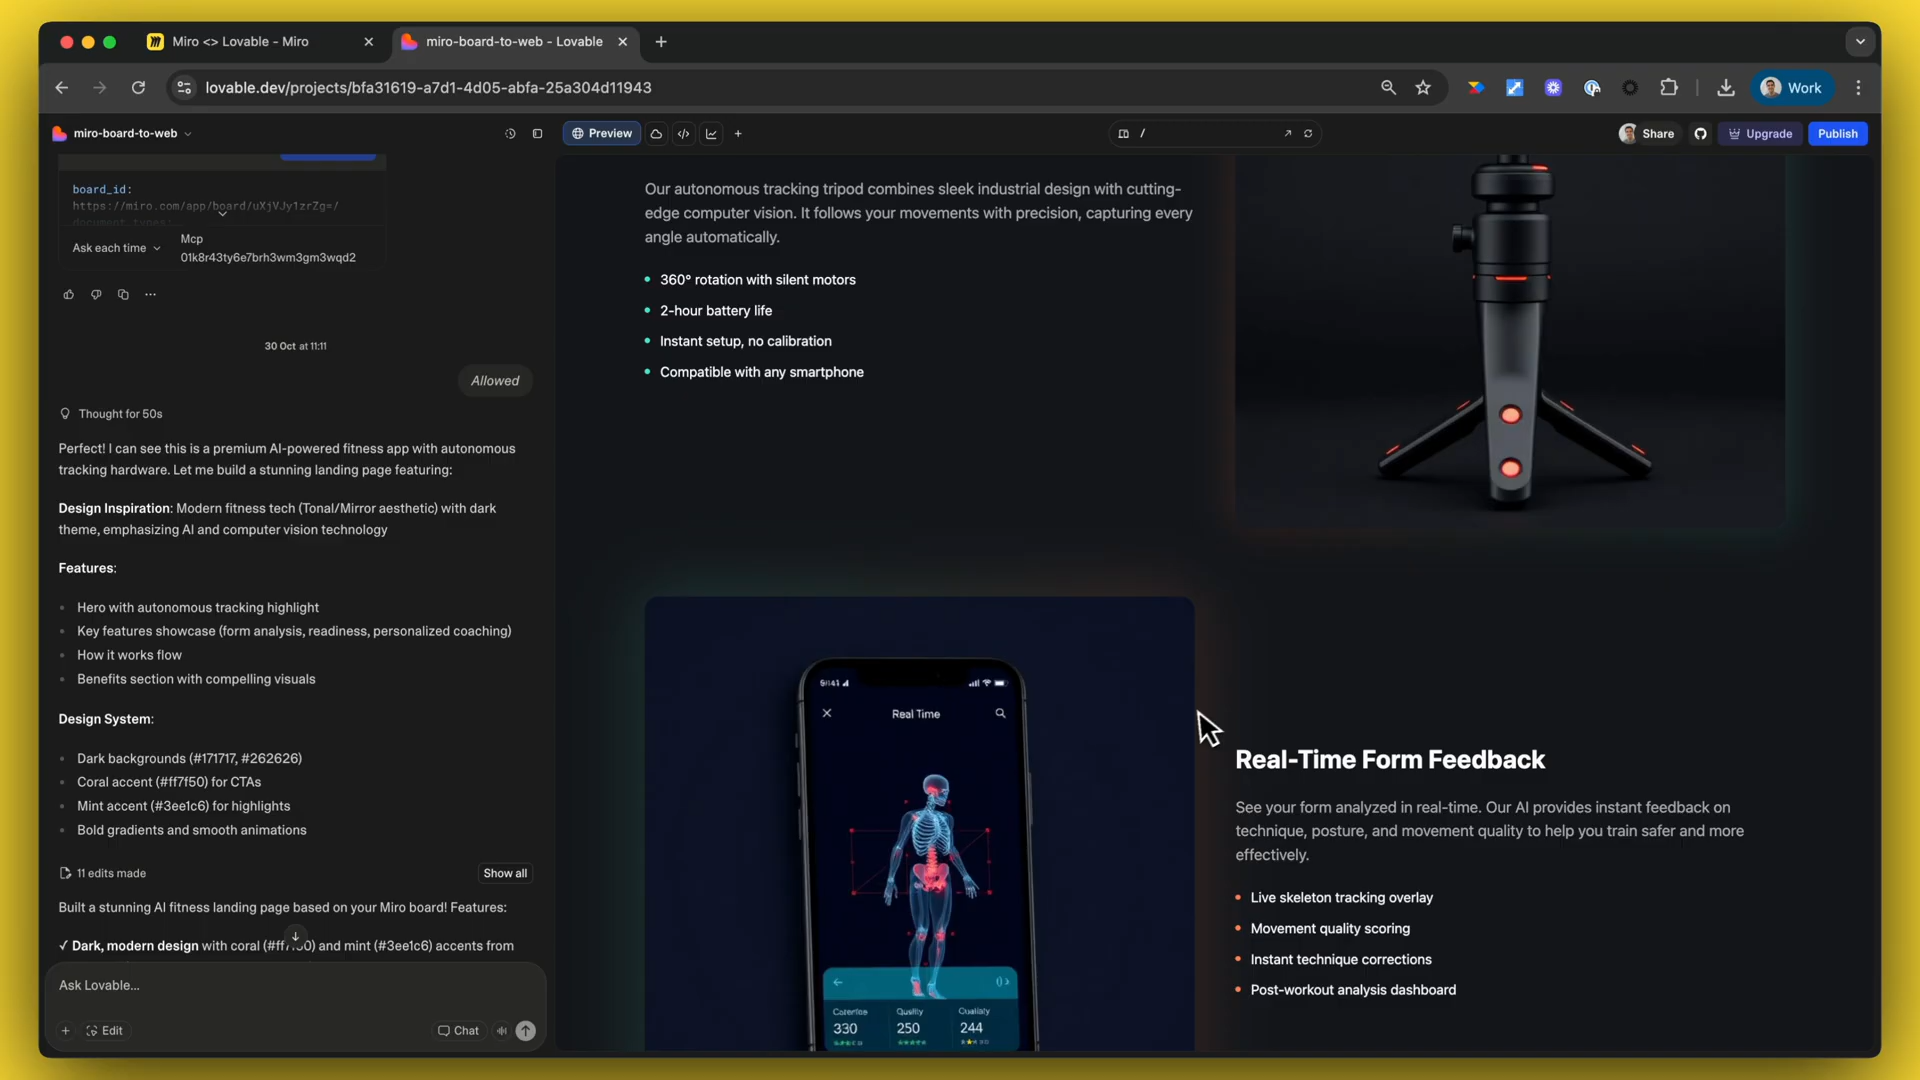 Miro <> Lovable - Miro
miro-board-to-web - Lovable
lovable.dev/projects/bfa31619-a7d1-4d05-abfa-25a304d11943
Work
miro-board-to-web
Preview
/
Share
Upgrade
Publish
board_id:
https://miro.com/app/board/uXjVJy1zrZg=/
document_types:
Ask each time
Mcp
01k8r43ty6e7brh3wm3gm3wqd2
30 Oct at 11:11
Allowed
Thought for 50s
Perfect! I can see this is a premium AI-powered fitness app with autonomous
tracking hardware. Let me build a stunning landing page featuring:
Design Inspiration: Modern fitness tech (Tonal/Mirror aesthetic) with dark
theme, emphasizing AI and computer vision technology
Features:
Hero with autonomous tracking highlight
Key features showcase (form analysis, readiness, personalized coaching)
How it works flow
Benefits section with compelling visuals
Design System:
Dark backgrounds (#171717, #262626)
Coral accent (#ff7f50) for CTAs
Mint accent (#3ee1c6) for highlights
Bold gradients and smooth animations
11 edits made
Show all
Built a stunning AI fitness landing page based on your Miro board! Features:
✓ Dark, modern design with coral (#ff7f50) and mint (#3ee1c6) accents from
Ask Lovable...
Edit
Chat
Our autonomous tracking tripod combines sleek industrial design with cutting-
edge computer vision. It follows your movements with precision, capturing every
angle automatically.
360° rotation with silent motors
2-hour battery life
Instant setup, no calibration
Compatible with any smartphone
Real Time
Quality
330
250
244
Real-Time Form Feedback
See your form analyzed in real-time. Our AI provides instant feedback on
technique, posture, and movement quality to help you train safer and more
effectively.
Live skeleton tracking overlay
Movement quality scoring
Instant technique corrections
Post-workout analysis dashboard